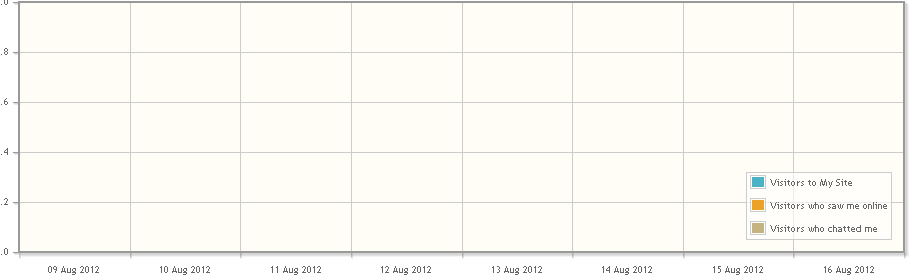 .0
.8
.6
.4
.2
.0
Visitors to My Site
Visitors who saw me online
Visitors who chatted me
09 Aug 2012 10 Aug 2012 11 Aug 2012 12 Aug 2012 13 Aug 2012 14 Aug 2012 15 Aug 2012 16 Aug 2012